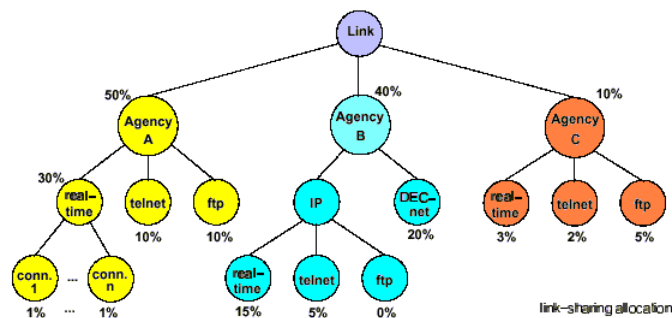 Link
50%
40%
10%
Agency
A
Agency
B
Agency
C
30%
real-
time
telnet
ftp
IP
DEC-
net
real-
time
telnet
ftp
10%
10%
20%
3%
2%
5%
conn.
1
...
conn.
n
real-
time
telnet
ftp
1%
...
1%
15%
5%
0%
link-sharing allocation